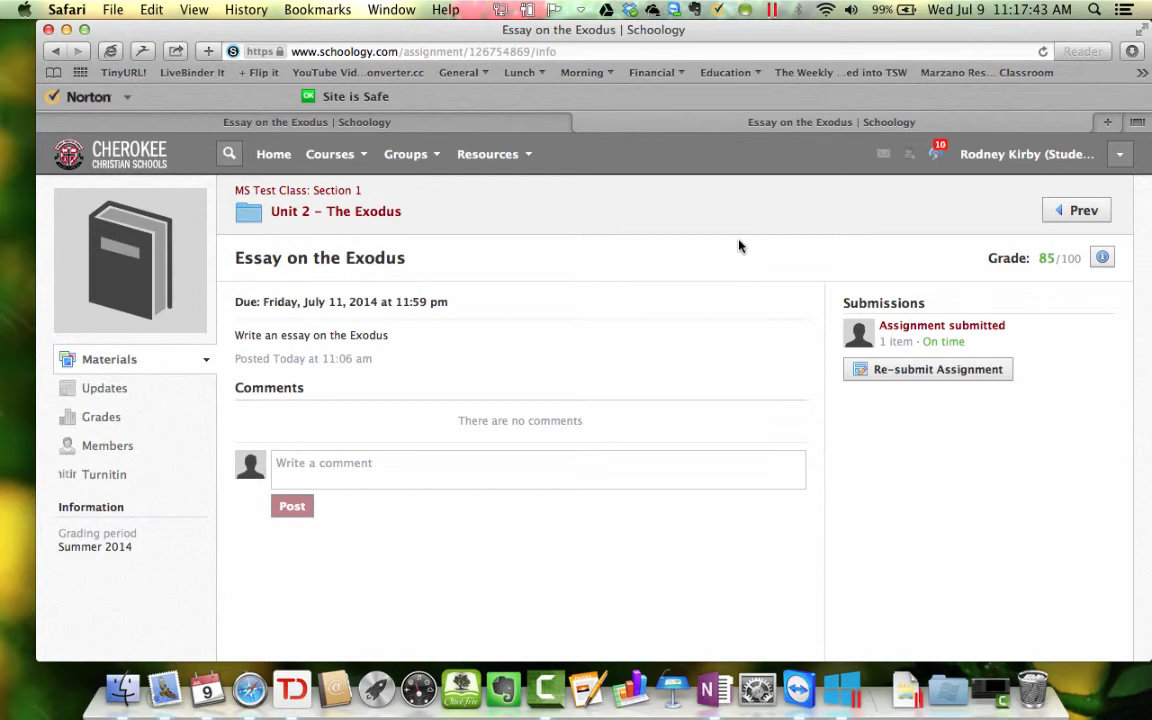 Safari File Edit View History Bookmarks Window Help 99% Wed Jul 9 11:17:43 AM
Essay on the Exodus | Schoology
https www.schoology.com/assignment/126754869/info Reader
TinyURL! LiveBinder It + Flip it YouTube Vid...onverter.cc General Lunch Morning Financial Education The Weekly ...ed into TSW Marzano Res... Classroom
Norton OK Site is Safe
Essay on the Exodus | Schoology Essay on the Exodus | Schoology
CHEROKEE
CHRISTIAN SCHOOLS
Home Courses Groups Resources 10 Rodney Kirby (Stude...
MS Test Class: Section 1
Unit 2 – The Exodus Prev
Essay on the Exodus Grade: 85/100
Due: Friday, July 11, 2014 at 11:59 pm
Write an essay on the Exodus
Posted Today at 11:06 am
Comments
There are no comments
Write a comment
Post
Submissions
Assignment submitted
1 item · On time
Re-submit Assignment
Materials
Updates
Grades
Members
nitir Turnitin
Information
Grading period
Summer 2014
9
Olive Tree
N